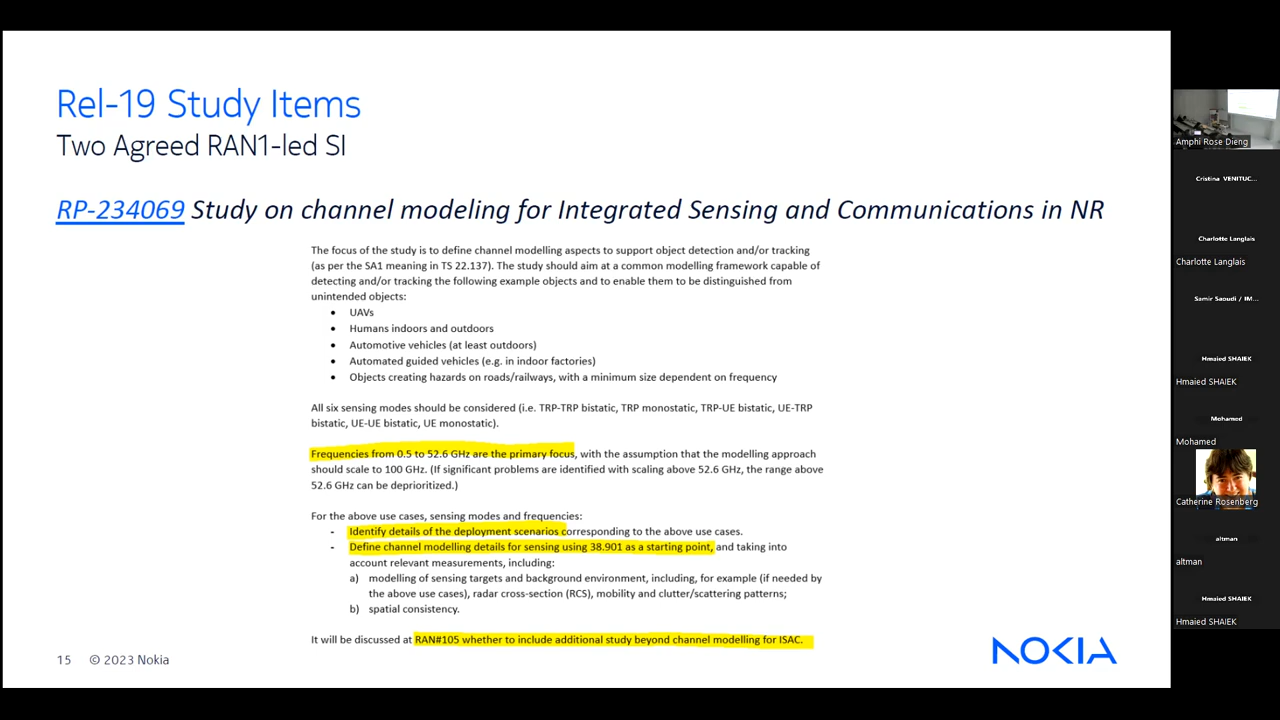 Rel-19 Study Items
Two Agreed RAN1-led SI
RP-234069 Study on channel modeling for Integrated Sensing and Communications in NR
The focus of the study is to define channel modelling aspects to support object detection and/or tracking
(as per the SA1 meaning in TS 22.137). The study should aim at a common modelling framework capable of
detecting and/or tracking the following example objects and to enable them to be distinguished from
unintended objects:
• UAVs
• Humans indoors and outdoors
• Automotive vehicles (at least outdoors)
• Automated guided vehicles (e.g. in indoor factories)
• Objects creating hazards on roads/railways, with a minimum size dependent on frequency
All six sensing modes should be considered (i.e. TRP-TRP bistatic, TRP monostatic, TRP-UE bistatic, UE-TRP
bistatic, UE-UE bistatic, UE monostatic).
Frequencies from 0.5 to 52.6 GHz are the primary focus, with the assumption that the modelling approach
should scale to 100 GHz. (If significant problems are identified with scaling above 52.6 GHz, the range above
52.6 GHz can be deprioritized.)
For the above use cases, sensing modes and frequencies:
- Identify details of the deployment scenarios corresponding to the above use cases.
- Define channel modelling details for sensing using 38.901 as a starting point, and taking into
account relevant measurements, including:
a) modelling of sensing targets and background environment, including, for example (if needed by
the above use cases), radar cross-section (RCS), mobility and clutter/scattering patterns;
b) spatial consistency.
It will be discussed at RAN#105 whether to include additional study beyond channel modelling for ISAC.
15 © 2023 Nokia
NOKIA
Amphi Rose Dieng
Cristina VENITUC...
Charlotte Langlais
Charlotte Langlais
Samir Saoudi / IM...
Hmaied SHAIEK
Hmaied SHAIEK
Mohamed
Mohamed
Catherine Rosenberg
altman
altman
Hmaied SHAIEK
Hmaied SHAIEK